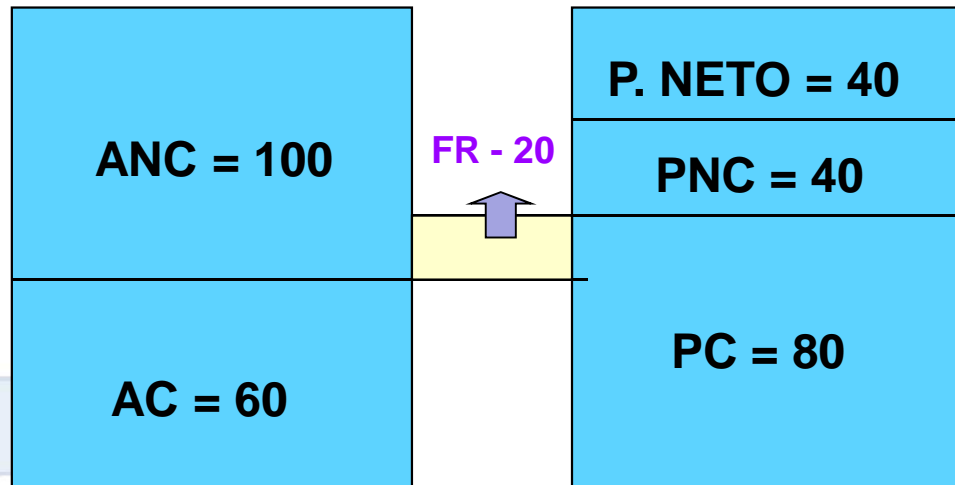 ANC = 100
AC = 60
FR - 20
P. NETO = 40
PNC = 40
PC = 80